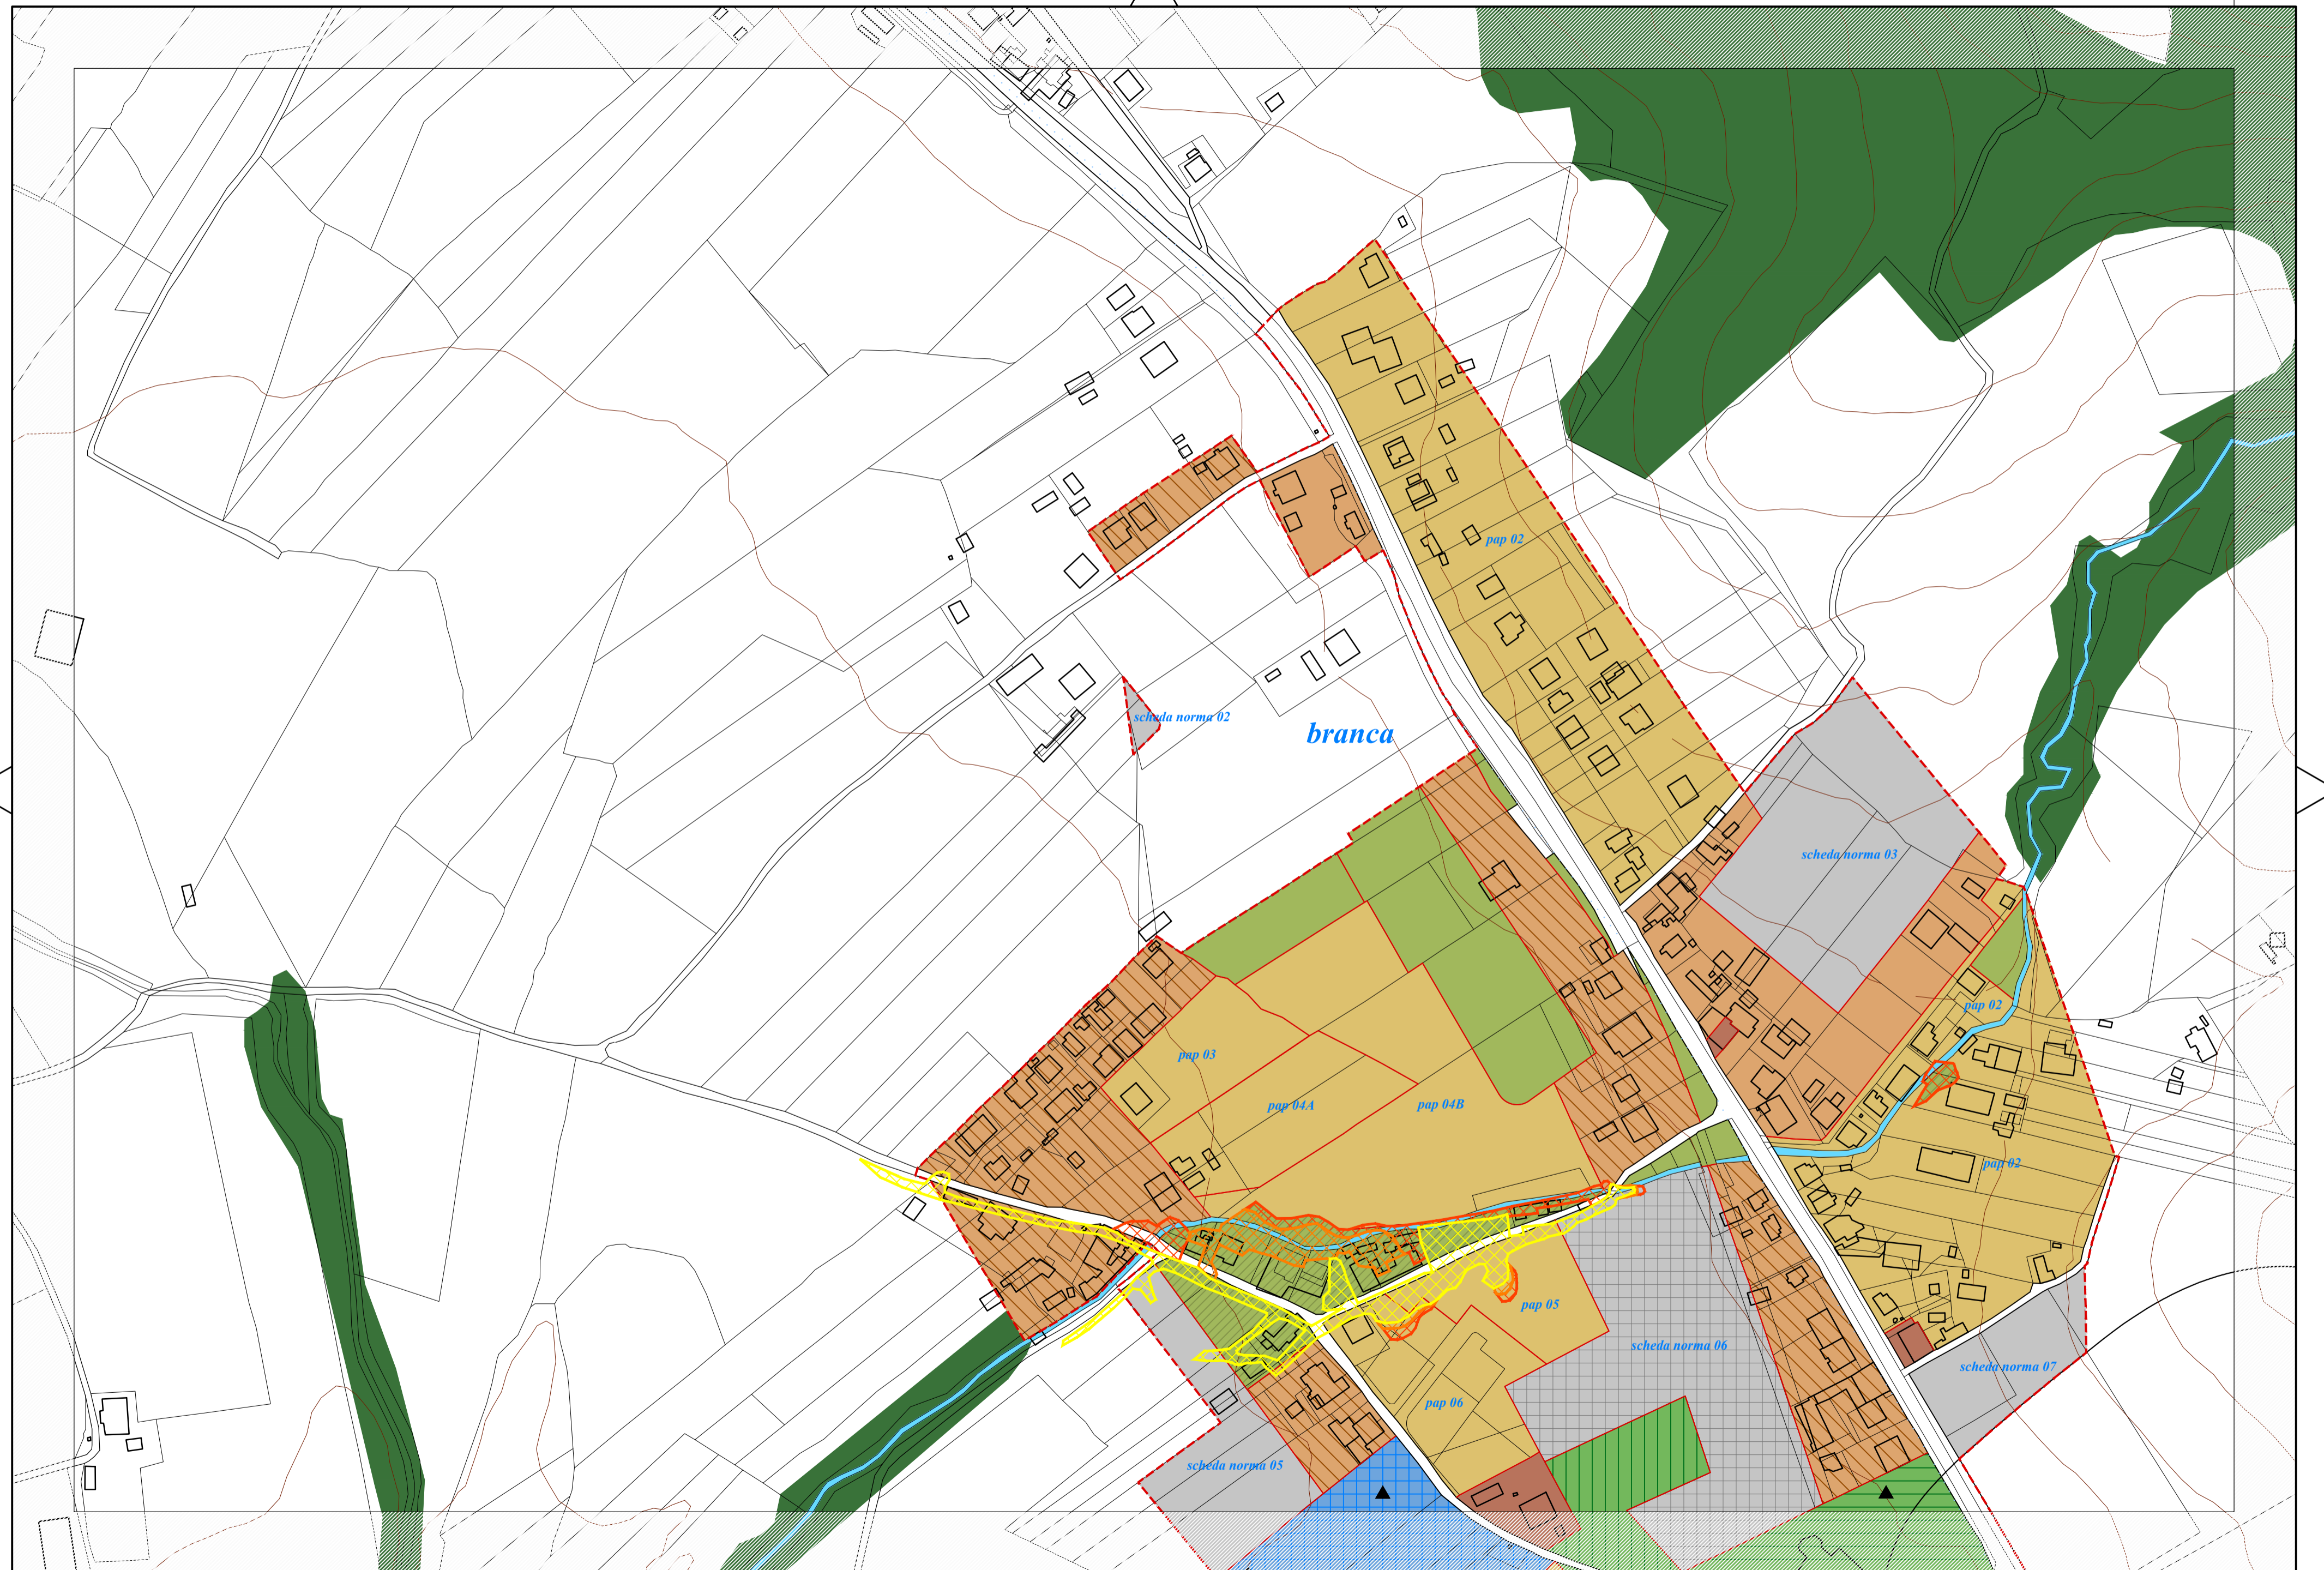 pap 02
scheda norma 02
branca
scheda norma 03
pap 02
pap 03
pap 04A
pap 04B
pap 02
pap 05
scheda norma 06
scheda norma 07
pap 06
scheda norma 05